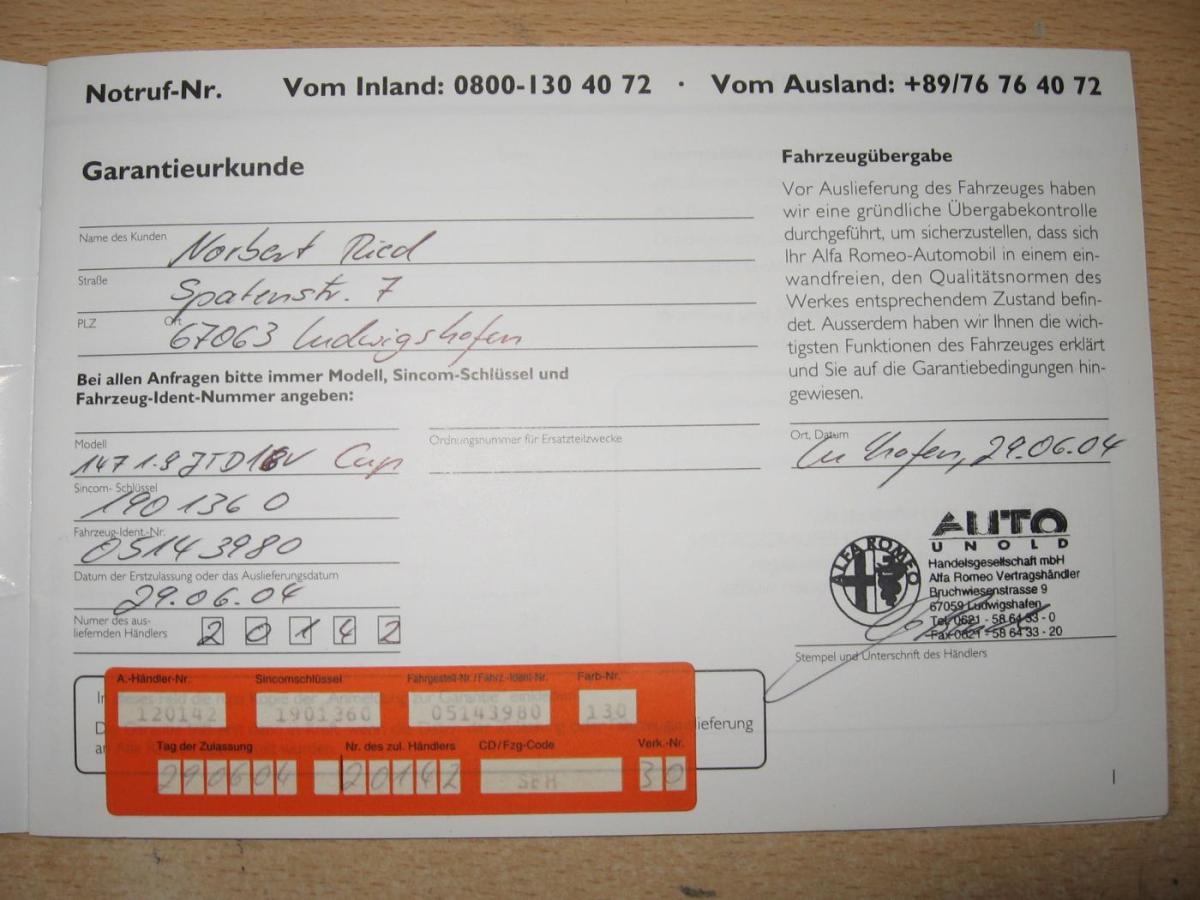 Notruf-Nr. Vom Inland: 0800-130 40 72 · Vom Ausland: +89/76 76 40 72
Garantieurkunde
Name des Kunden Norbert Ried
Straße Spatenstr. 7
PLZ Ort 67063 Ludwigshafen
Bei allen Anfragen bitte immer Modell, Sincom-Schlüssel und
Fahrzeug-Ident-Nummer angeben:
Modell
147 1.9 JTD 16V Cup
Ordnungsnummer für Ersatzteilzwecke
Sincom- Schlüssel
190 136 0
Fahrzeug-Ident.-Nr.
05143980
Datum der Erstzulassung oder das Auslieferungsdatum
29.06.04
Numer des aus-
liefernden Händlers 2 0 1 4 2
Fahrzeugübergabe
Vor Auslieferung des Fahrzeuges haben
wir eine gründliche Übergabekontrolle
durchgeführt, um sicherzustellen, dass sich
Ihr Alfa Romeo-Automobil in einem ein-
wandfreien, den Qualitätsnormen des
Werkes entsprechendem Zustand befin-
det. Ausserdem haben wir Ihnen die wich-
tigsten Funktionen des Fahrzeuges erklärt
und Sie auf die Garantiebedingungen hin-
gewiesen.
Ort, Datum
Lu'hafen, 29.06.04
ALFA ROMEO
AUTO
UNOLD
Handelsgesellschaft mbH
Alfa Romeo Vertragshändler
Bruchwiesenstrasse 9
67059 Ludwigshafen
Tel. 0621 - 58 64 33 - 0
Fax 0621 - 58 64 33 - 20
Stempel und Unterschrift des Händlers
A.-Händler-Nr. Sincomschlüssel Fahrgestell-Nr./Fahrz.-Ident-Nr. Farb-Nr.
120142 1901360 05143980 130
Tag der Zulassung Nr. des zul. Händlers CD/Fzg-Code Verk.-Nr.
290604 20142 SEH 30
lieferung
1